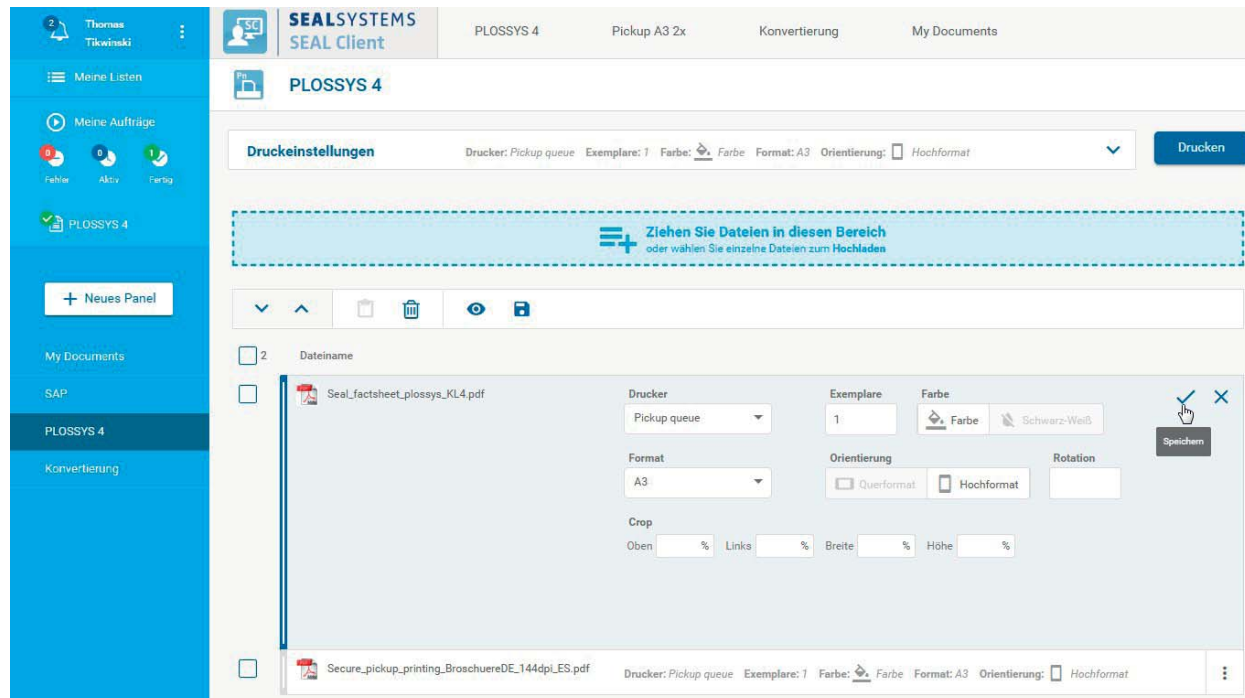 2
Thomas
Tikwinski
SC
SEALSYSTEMS
SEAL Client
PLOSSYS 4
Pickup A3 2x
Konvertierung
My Documents
Meine Listen
Pn
PLOSSYS 4
Meine Aufträge
0
0
1
Fehler
Aktiv
Fertig
Druckeinstellungen
Drucker: Pickup queue Exemplare: 1 Farbe: Farbe Format: A3 Orientierung: Hochformat
Drucken
PLOSSYS 4
Ziehen Sie Dateien in diesen Bereich
oder wählen Sie einzelne Dateien zum Hochladen
+ Neues Panel
My Documents
SAP
PLOSSYS 4
Konvertierung
2 Dateiname
Seal_factsheet_plossys_KL4.pdf
Drucker
Exemplare
Farbe
Pickup queue
1
Farbe
Schwarz-Weiß
Speichern
Format
Orientierung
Rotation
A3
Querformat
Hochformat
Crop
Oben % Links % Breite % Höhe %
Secure_pickup_printing_BroschuereDE_144dpi_ES.pdf
Drucker: Pickup queue Exemplare: 1 Farbe: Farbe Format: A3 Orientierung: Hochformat